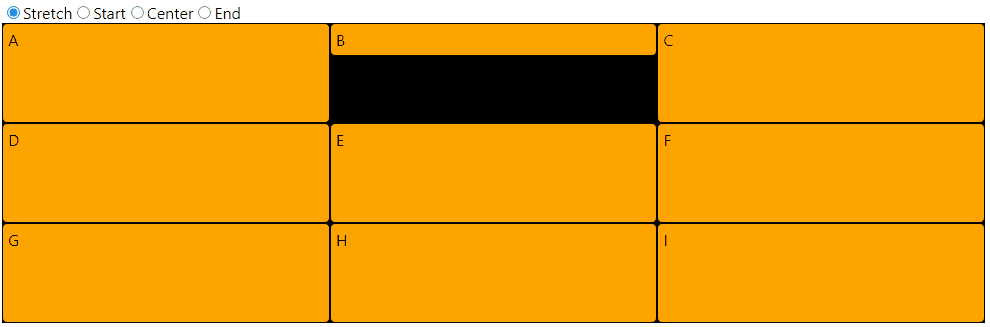 Stretch Start Center End
A B C
D E F
G H I